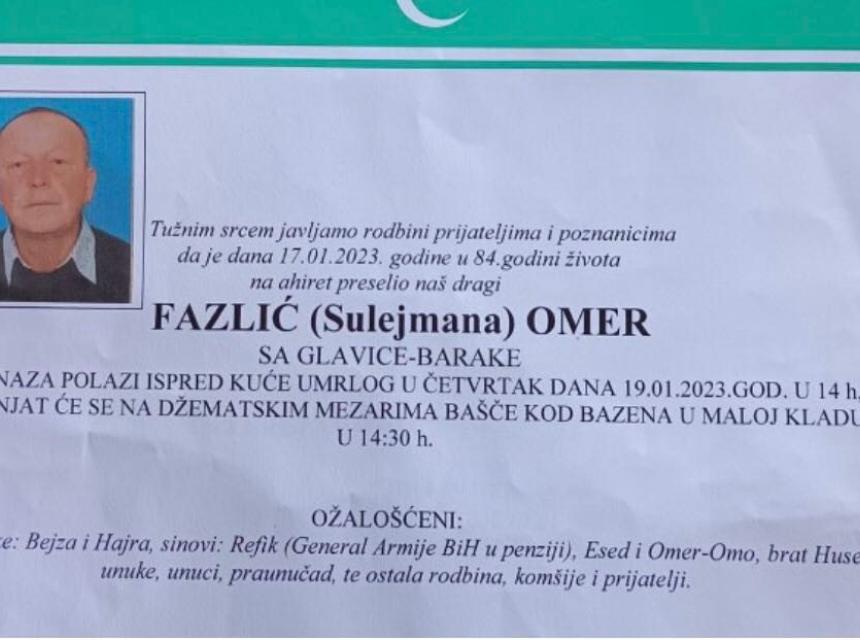 Tužnim srcem javljamo rodbini prijateljima i poznanicima
da je dana 17.01.2023. godine u 84.godini života
na ahiret preselio naš dragi
FAZLIĆ (Sulejmana) OMER
SA GLAVICE-BARAKE
NAZA POLAZI ISPRED KUĆE UMRLOG U ČETVRTAK DANA 19.01.2023.GOD. U 14 h,
NJAT ĆE SE NA DŽEMATSKIM MEZARIMA BAŠČE KOD BAZENA U MALOJ KLADU
U 14:30 h.
OŽALOŠĆENI:
Bejza i Hajra, sinovi: Refik (General Armije BiH u penziji), Esed i Omer-Omo, brat Huse
unuke, unuci, praunučad, te ostala rodbina, komšije i prijatelji.